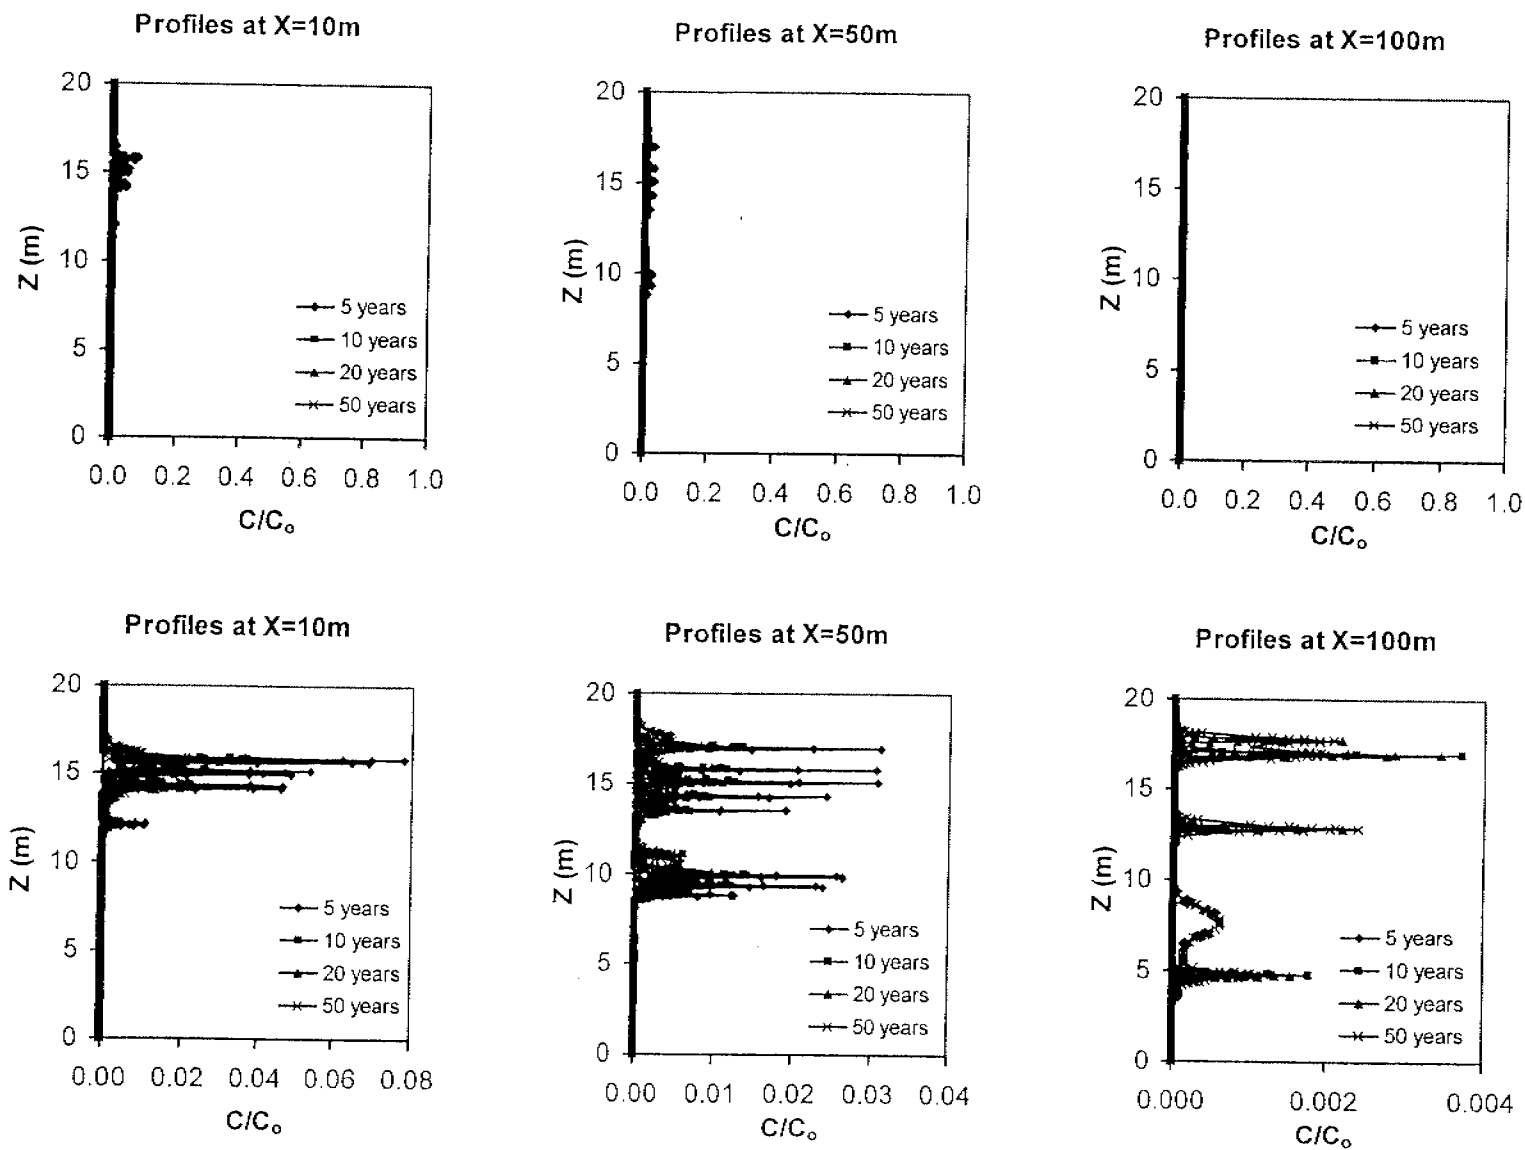 Profiles at X=10m
20
15
10
5
0
Z (m)
0.0 0.2 0.4 0.6 0.8 1.0
C/Co
5 years
10 years
20 years
50 years
Profiles at X=50m
20
15
10
5
0
Z (m)
0.0 0.2 0.4 0.6 0.8 1.0
C/Co
5 years
10 years
20 years
50 years
Profiles at X=100m
20
15
10
5
0
Z (m)
0.0 0.2 0.4 0.6 0.8 1.0
C/Co
5 years
10 years
20 years
50 years
Profiles at X=10m
20
15
10
5
0
Z (m)
0.00 0.02 0.04 0.06 0.08
C/Co
5 years
10 years
20 years
50 years
Profiles at X=50m
20
15
10
5
0
Z (m)
0.00 0.01 0.02 0.03 0.04
C/Co
5 years
10 years
20 years
50 years
Profiles at X=100m
20
15
10
5
0
Z (m)
0.000 0.002 0.004
C/Co
5 years
10 years
20 years
50 years